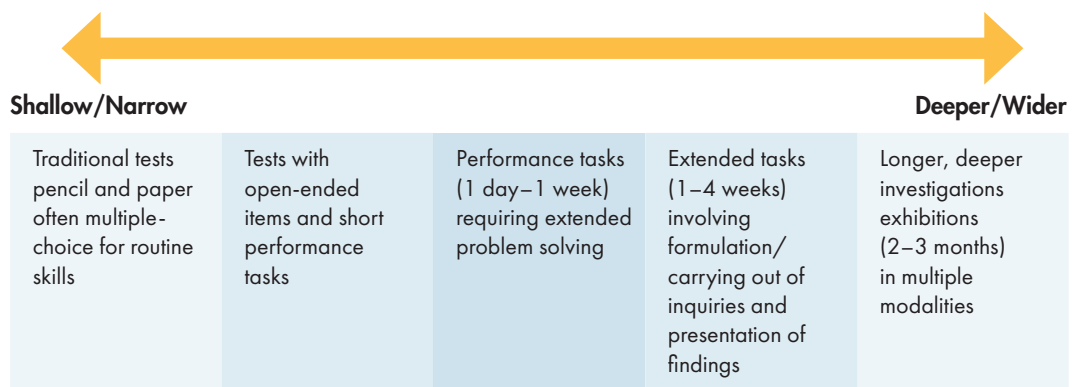 Shallow/Narrow
Deeper/Wider
Traditional tests
pencil and paper
often multiple-
choice for routine
skills
Tests with
open-ended
items and short
performance
tasks
Performance tasks
(1 day–1 week)
requiring extended
problem solving
Extended tasks
(1–4 weeks)
involving
formulation/
carrying out of
inquiries and
presentation of
findings
Longer, deeper
investigations
exhibitions
(2–3 months)
in multiple
modalities